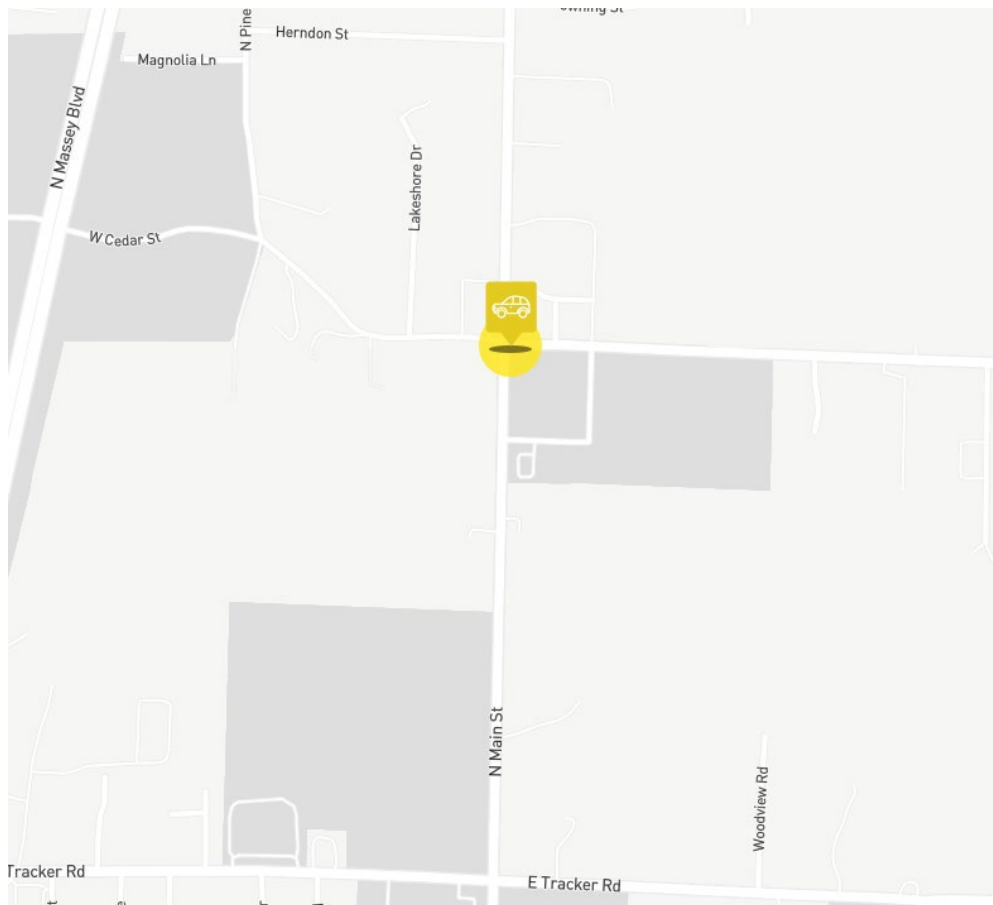 N Pine
Herndon St
Magnolia Ln
N Massey Blvd
Lakeshore Dr
W Cedar St
N Main St
Woodview Rd
Tracker Rd
E Tracker Rd